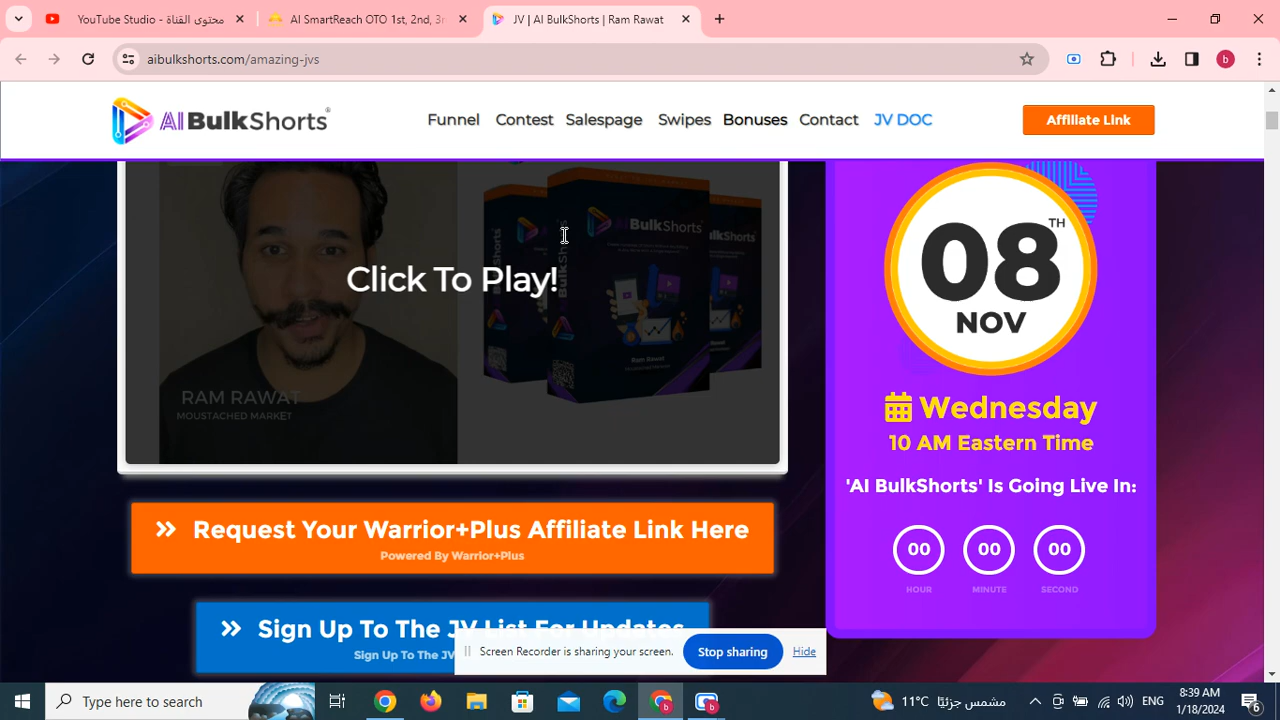 YouTube Studio - محتوى القناة
AI SmartReach OTO 1st, 2nd, 3r
JV | AI BulkShorts | Ram Rawat
aibulkshorts.com/amazing-jvs
b
AI BulkShorts®
Funnel
Contest
Salespage
Swipes
Bonuses
Contact
JV DOC
Affiliate Link
AI BulkShorts
Click To Play!
RAM RAWAT
MOUSTACHED MARKET
Ram Rawat
08TH
NOV
Wednesday
10 AM Eastern Time
'AI BulkShorts' Is Going Live In:
00
00
00
HOUR
MINUTE
SECOND
Request Your Warrior+Plus Affiliate Link Here
Powered By Warrior+Plus
Sign Up To The JV List For Updates
Sign Up To The JV
Screen Recorder is sharing your screen.
Stop sharing
Hide
Type here to search
11°C مشمس جزئيًا
ENG
8:39 AM
1/18/2024
6